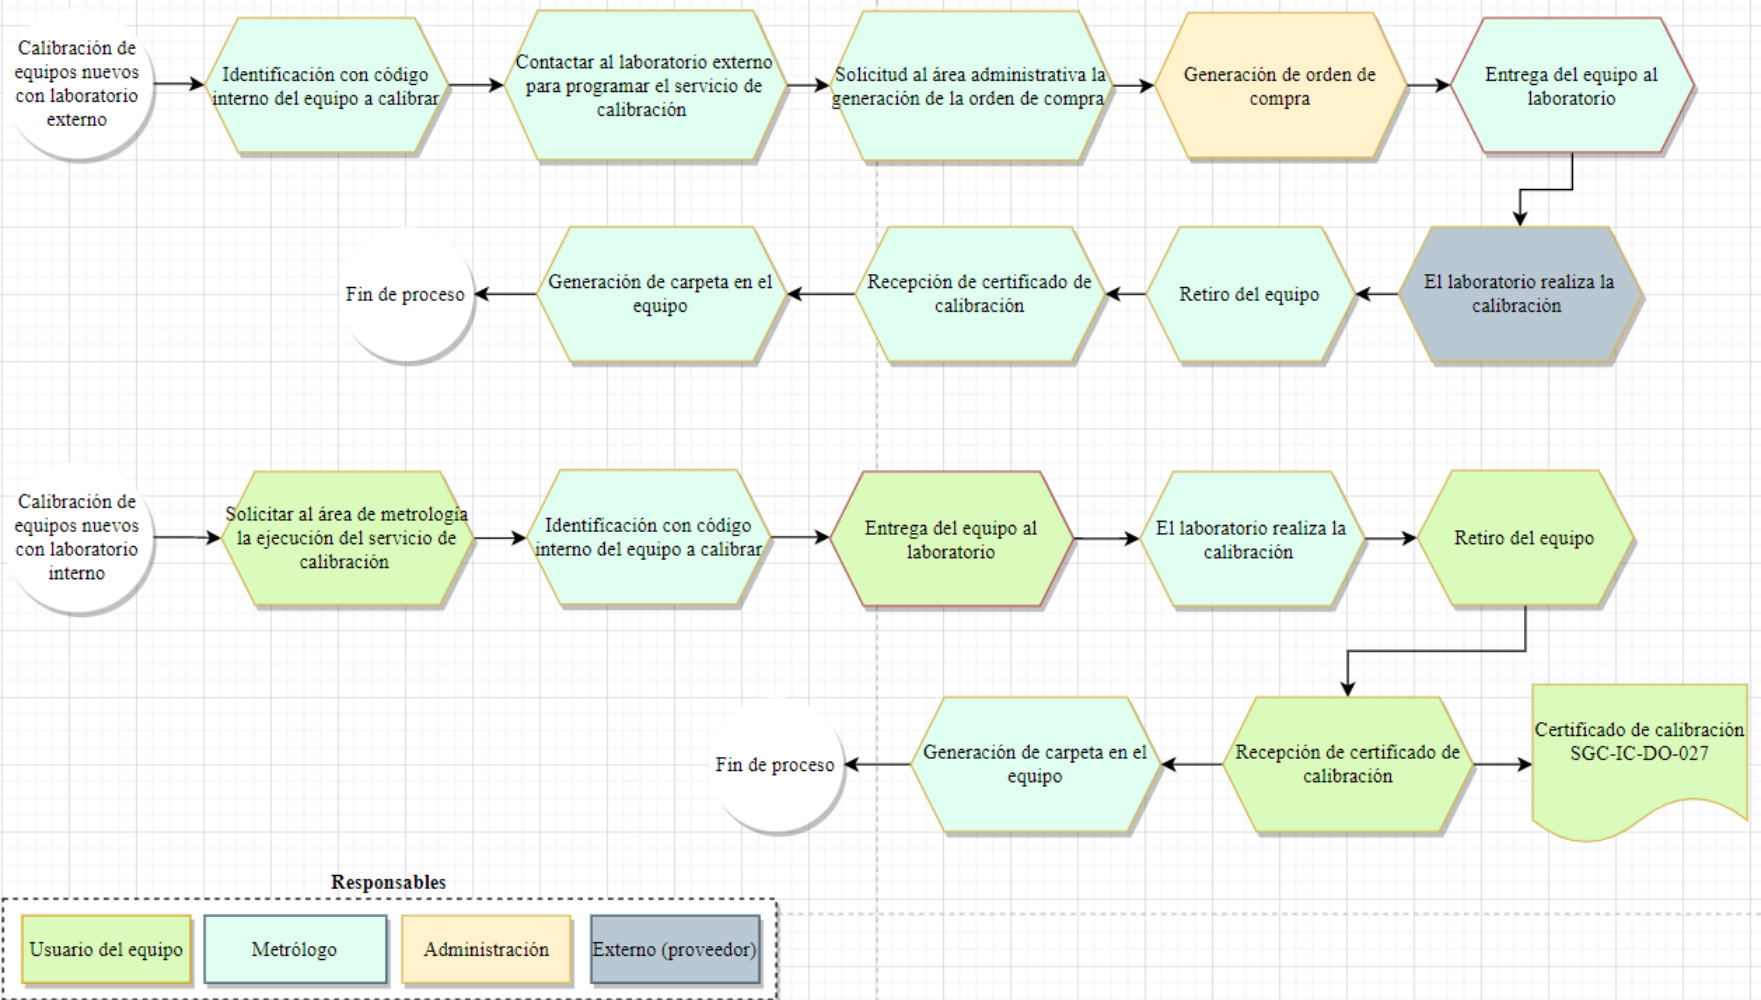 Calibración de
equipos nuevos
con laboratorio
externo
Identificación con código
interno del equipo a calibrar
Contactar al laboratorio externo
para programar el servicio de
calibración
Solicitud al área administrativa la
generación de la orden de compra
Generación de orden de
compra
Entrega del equipo al
laboratorio
El laboratorio realiza la
calibración
Retiro del equipo
Recepción de certificado de
calibración
Generación de carpeta en el
equipo
Fin de proceso
Calibración de
equipos nuevos
con laboratorio
interno
Solicitar al área de metrología
la ejecución del servicio de
calibración
Identificación con código
interno del equipo a calibrar
Entrega del equipo al
laboratorio
El laboratorio realiza la
calibración
Retiro del equipo
Recepción de certificado de
calibración
Certificado de calibración
SGC-IC-DO-027
Generación de carpeta en el
equipo
Fin de proceso
Responsables
Usuario del equipo
Metrólogo
Administración
Externo (proveedor)